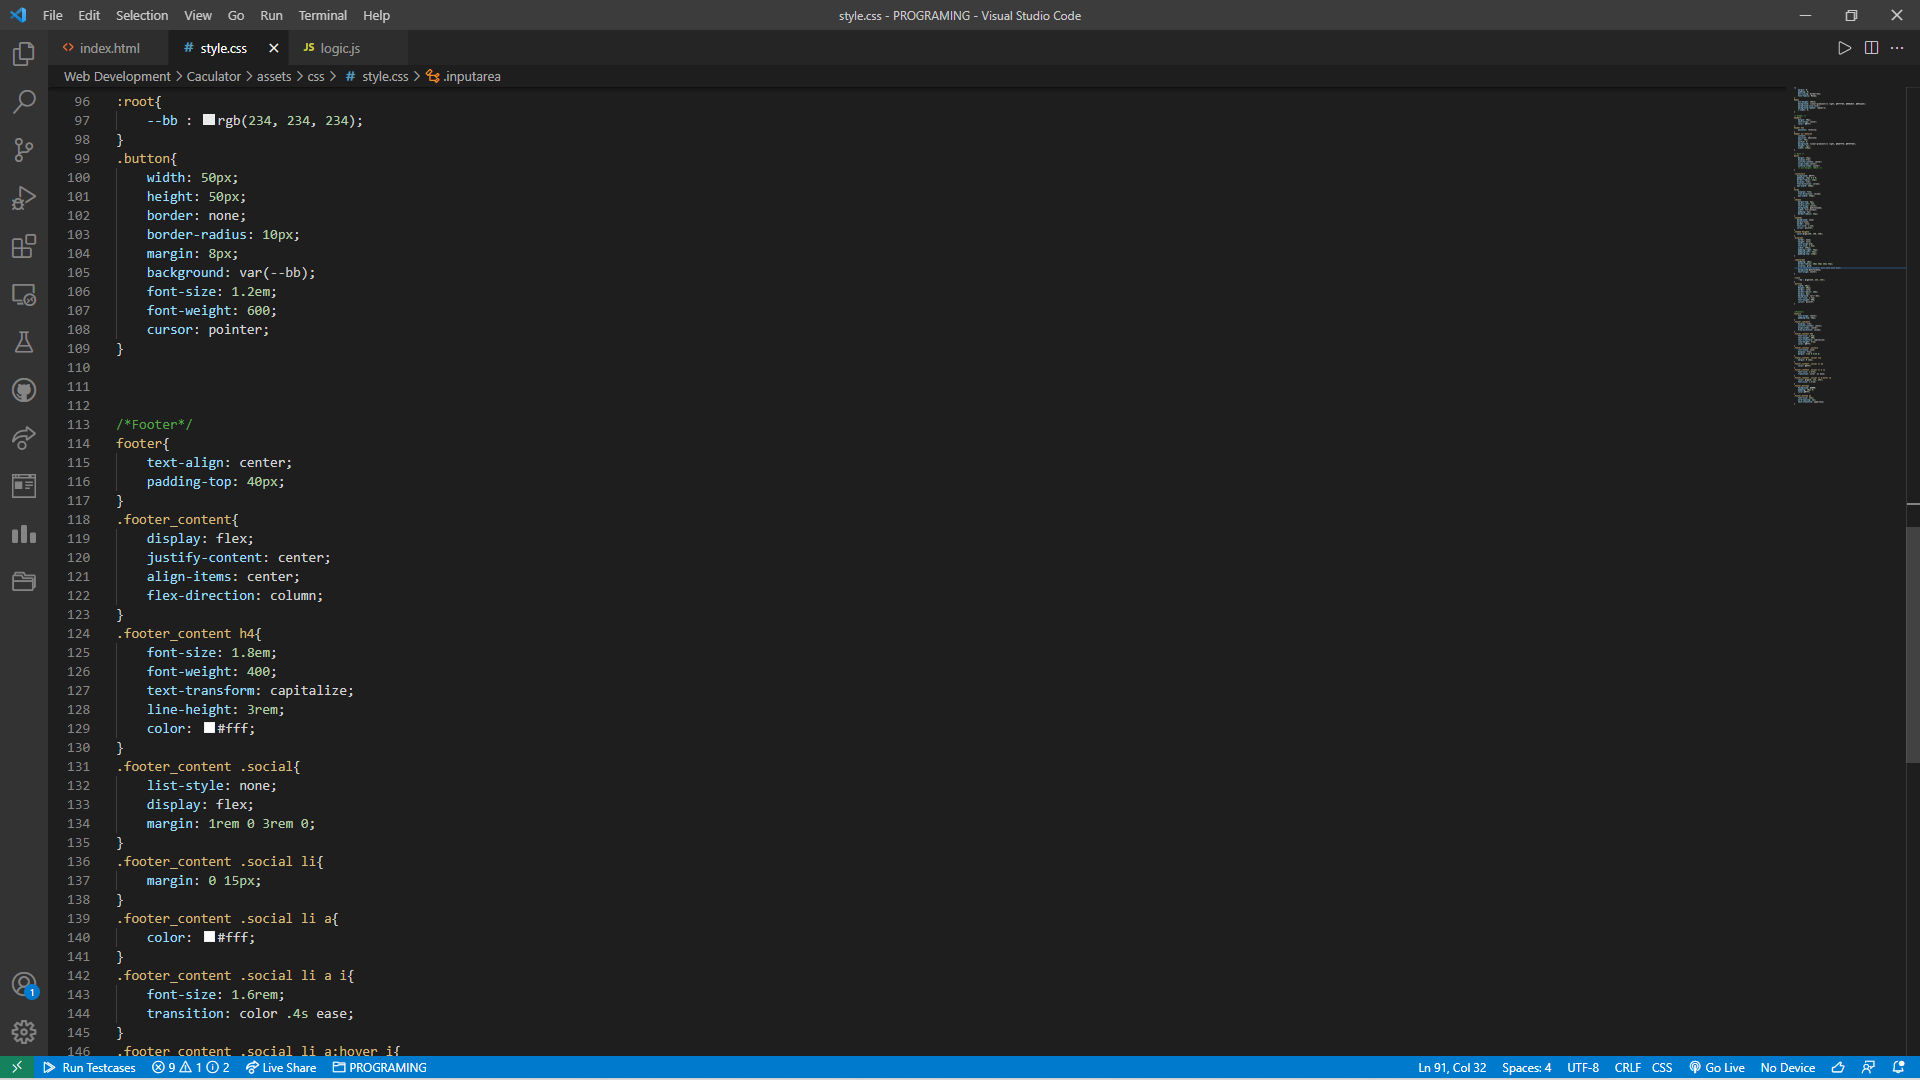 File Edit Selection View Go Run Terminal Help
style.css - PROGRAMING - Visual Studio Code
<> index.html
# style.css
JS logic.js
Web Development > Caculator > assets > css > # style.css > .inputarea
96 :root{
97 --bb : rgb(234, 234, 234);
98 }
99 .button{
100 width: 50px;
101 height: 50px;
102 border: none;
103 border-radius: 10px;
104 margin: 8px;
105 background: var(--bb);
106 font-size: 1.2em;
107 font-weight: 600;
108 cursor: pointer;
109 }
110
111
112
113 /*Footer*/
114 footer{
115 text-align: center;
116 padding-top: 40px;
117 }
118 .footer_content{
119 display: flex;
120 justify-content: center;
121 align-items: center;
122 flex-direction: column;
123 }
124 .footer_content h4{
125 font-size: 1.8em;
126 font-weight: 400;
127 text-transform: capitalize;
128 line-height: 3rem;
129 color: #fff;
130 }
131 .footer_content .social{
132 list-style: none;
133 display: flex;
134 margin: 1rem 0 3rem 0;
135 }
136 .footer_content .social li{
137 margin: 0 15px;
138 }
139 .footer_content .social li a{
140 color: #fff;
141 }
142 .footer_content .social li a i{
143 font-size: 1.6rem;
144 transition: color .4s ease;
145 }
146 .footer_content .social li a:hover i{
1
Run Testcases 9 1 2 Live Share PROGRAMING
Ln 91, Col 32 Spaces: 4 UTF-8 CRLF CSS Go Live No Device